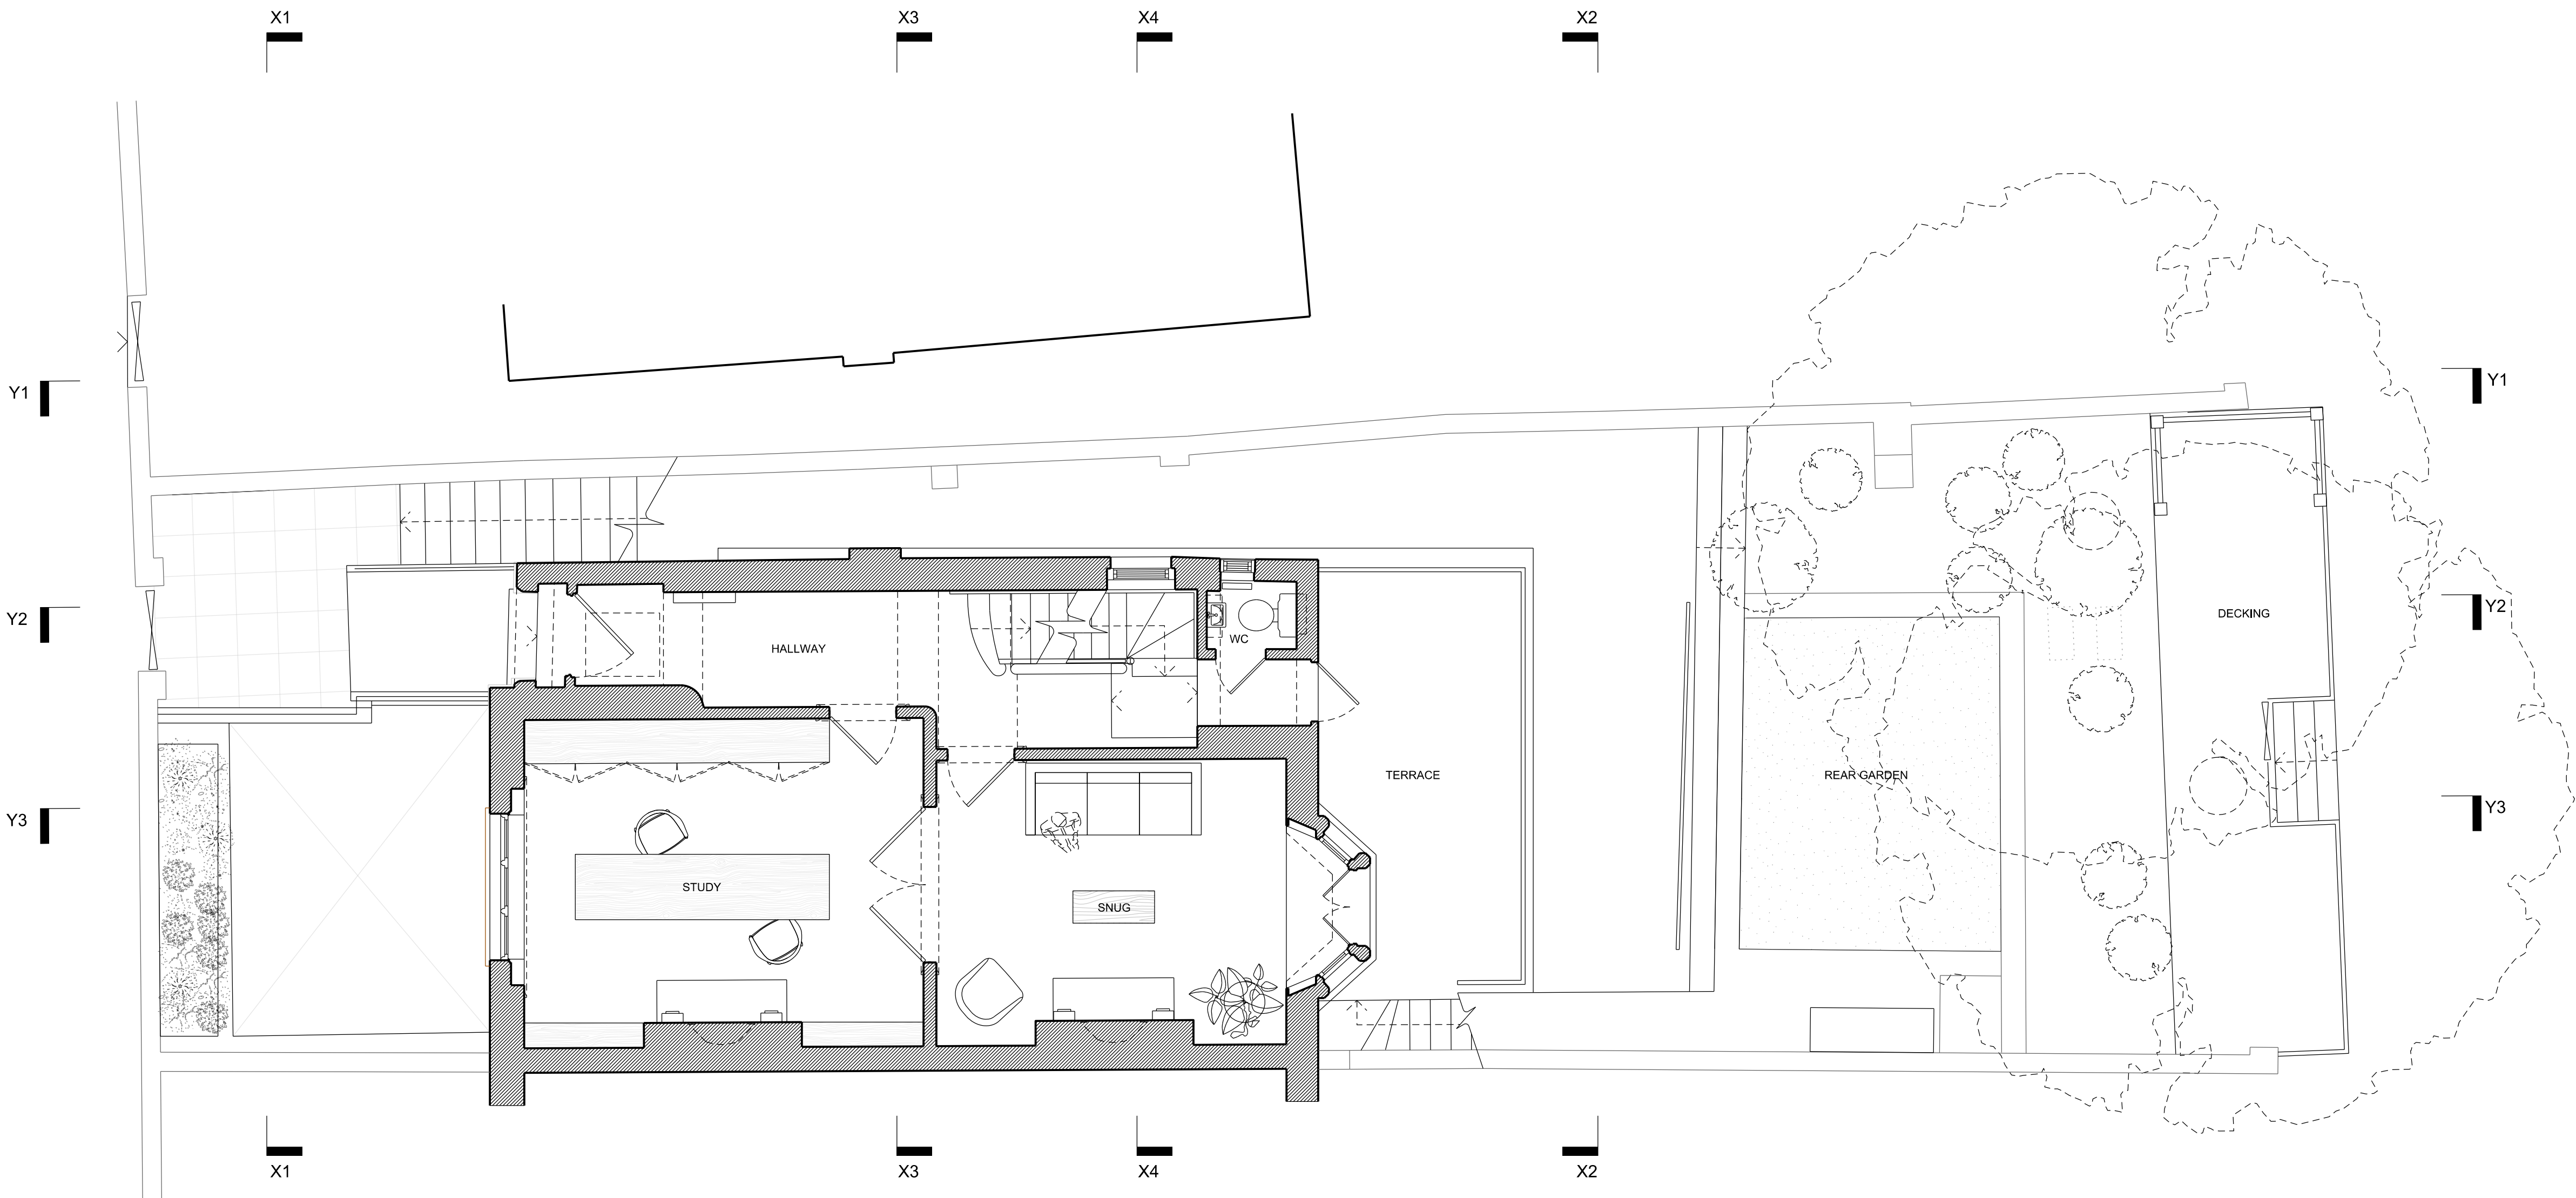 X1
X3
X4
X2
Y1
Y1
Y2
Y2
DECKING
WC
HALLWAY
TERRACE
REAR GARDEN
Y3
Y3
STUDY
SNUG
X1
X3
X4
X2